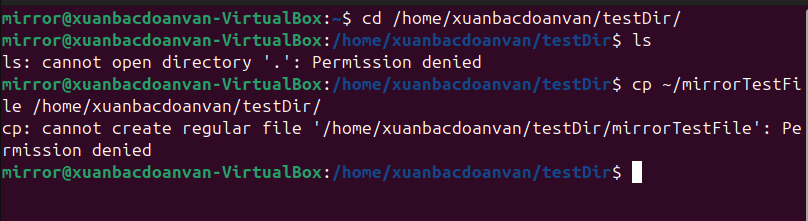 mirror@xuanbacdoanvan-VirtualBox:~$ cd /home/xuanbacdoanvan/testDir/
mirror@xuanbacdoanvan-VirtualBox:/home/xuanbacdoanvan/testDir$ ls
ls: cannot open directory '.': Permission denied
mirror@xuanbacdoanvan-VirtualBox:/home/xuanbacdoanvan/testDir$ cp ~/mirrorTestFi
le /home/xuanbacdoanvan/testDir/
cp: cannot create regular file '/home/xuanbacdoanvan/testDir/mirrorTestFile': Pe
rmission denied
mirror@xuanbacdoanvan-VirtualBox:/home/xuanbacdoanvan/testDir$